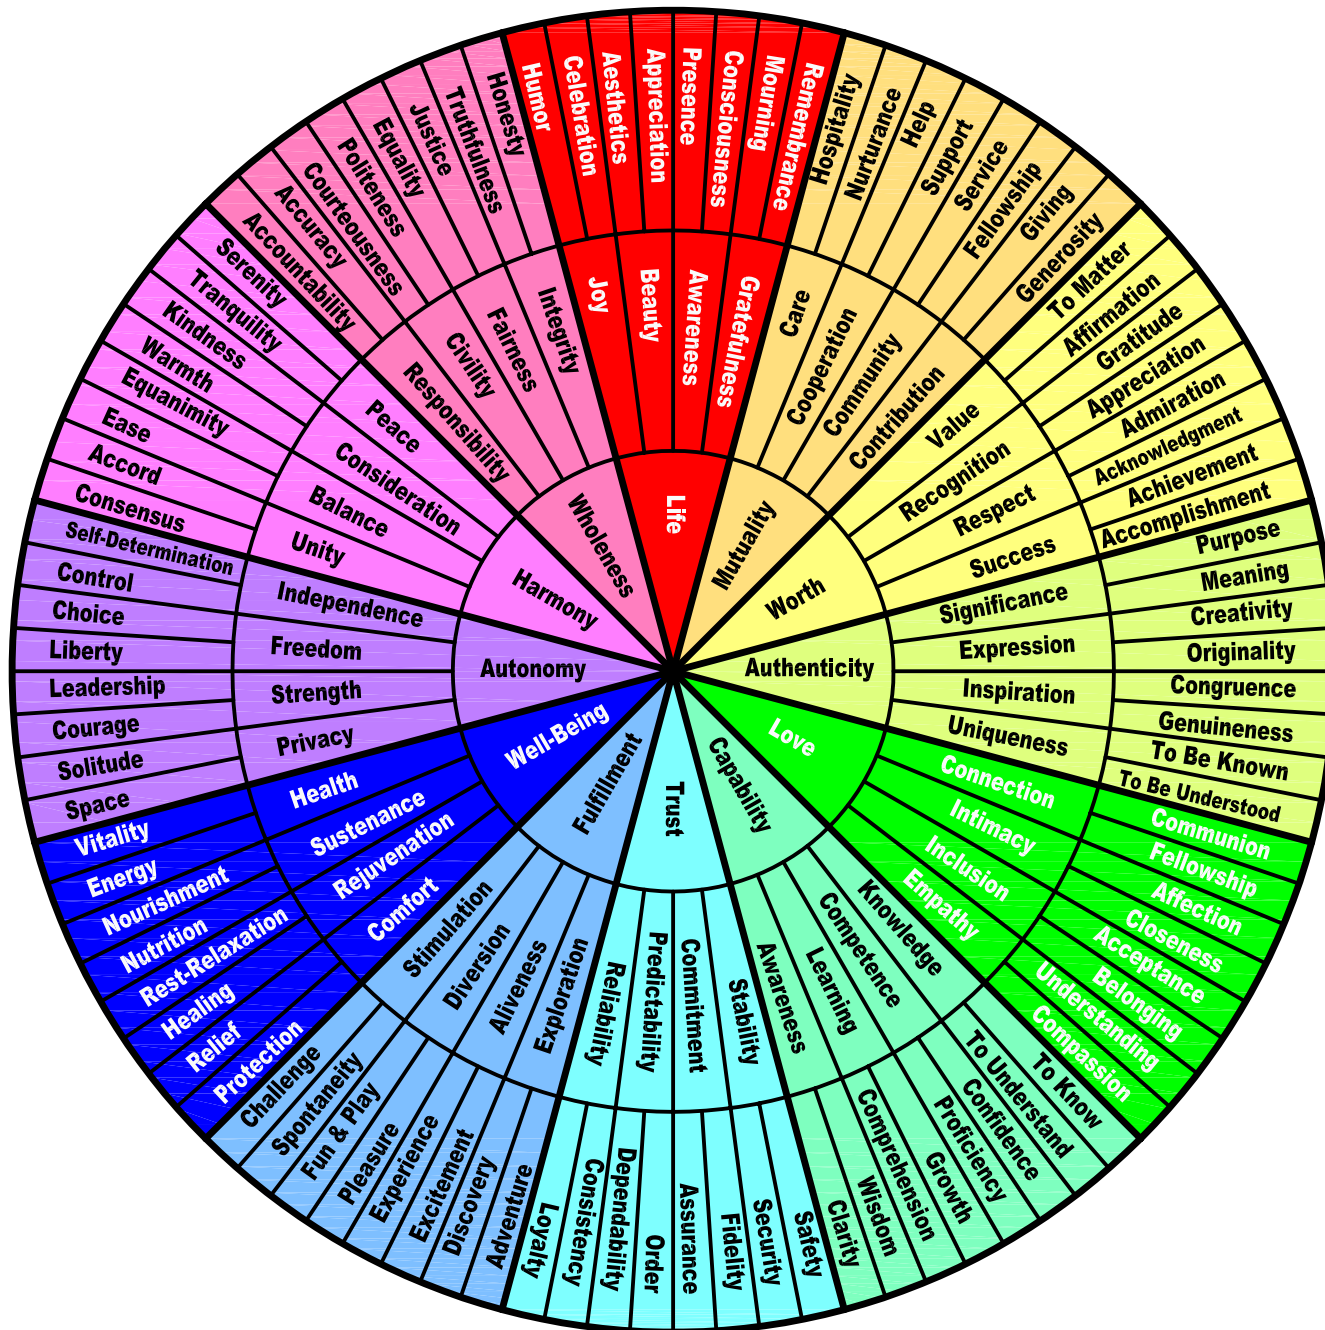 Life
Joy
Beauty
Awareness
Gratefulness
Humor
Celebration
Aesthetics
Appreciation
Presence
Consciousness
Mourning
Remembrance
Mutuality
Care
Cooperation
Community
Contribution
Hospitality
Nurturance
Help
Support
Service
Fellowship
Giving
Generosity
Worth
Value
Recognition
Respect
Success
To Matter
Affirmation
Gratitude
Appreciation
Admiration
Acknowledgment
Achievement
Accomplishment
Authenticity
Significance
Expression
Inspiration
Uniqueness
Purpose
Meaning
Creativity
Originality
Congruence
Genuineness
To Be Known
To Be Understood
Love
Connection
Intimacy
Inclusion
Empathy
Communion
Fellowship
Affection
Closeness
Acceptance
Belonging
Understanding
Compassion
Capability
Knowledge
Competence
Learning
Awareness
To Know
To Understand
Confidence
Proficiency
Growth
Comprehension
Wisdom
Clarity
Trust
Stability
Commitment
Predictability
Reliability
Safety
Security
Fidelity
Assurance
Order
Dependability
Consistency
Loyalty
Fulfillment
Exploration
Aliveness
Diversion
Stimulation
Adventure
Discovery
Excitement
Experience
Pleasure
Fun & Play
Spontaneity
Challenge
Well-Being
Comfort
Rejuvenation
Sustenance
Health
Protection
Relief
Healing
Rest-Relaxation
Nutrition
Nourishment
Energy
Vitality
Autonomy
Privacy
Strength
Freedom
Independence
Space
Solitude
Courage
Leadership
Liberty
Choice
Control
Self-Determination
Harmony
Unity
Balance
Consideration
Peace
Consensus
Accord
Ease
Equanimity
Warmth
Kindness
Tranquility
Serenity
Wholeness
Responsibility
Civility
Fairness
Integrity
Accountability
Accuracy
Courteousness
Politeness
Equality
Justice
Truthfulness
Honesty